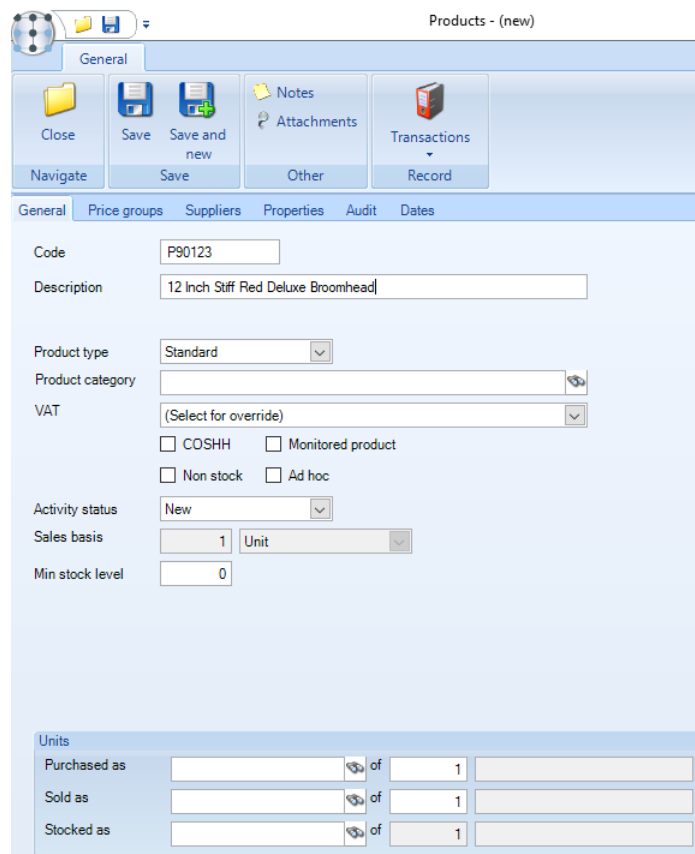 Products - (new)
General
Close
Save
Save and new
Notes
Attachments
Transactions
Navigate
Save
Other
Record
General Price groups Suppliers Properties Audit Dates
Code P90123
Description 12 Inch Stiff Red Deluxe Broomhead
Product type Standard
Product category
VAT (Select for override)
COSHH Monitored product
Non stock Ad hoc
Activity status New
Sales basis 1 Unit
Min stock level 0
Units
Purchased as of 1
Sold as of 1
Stocked as of 1